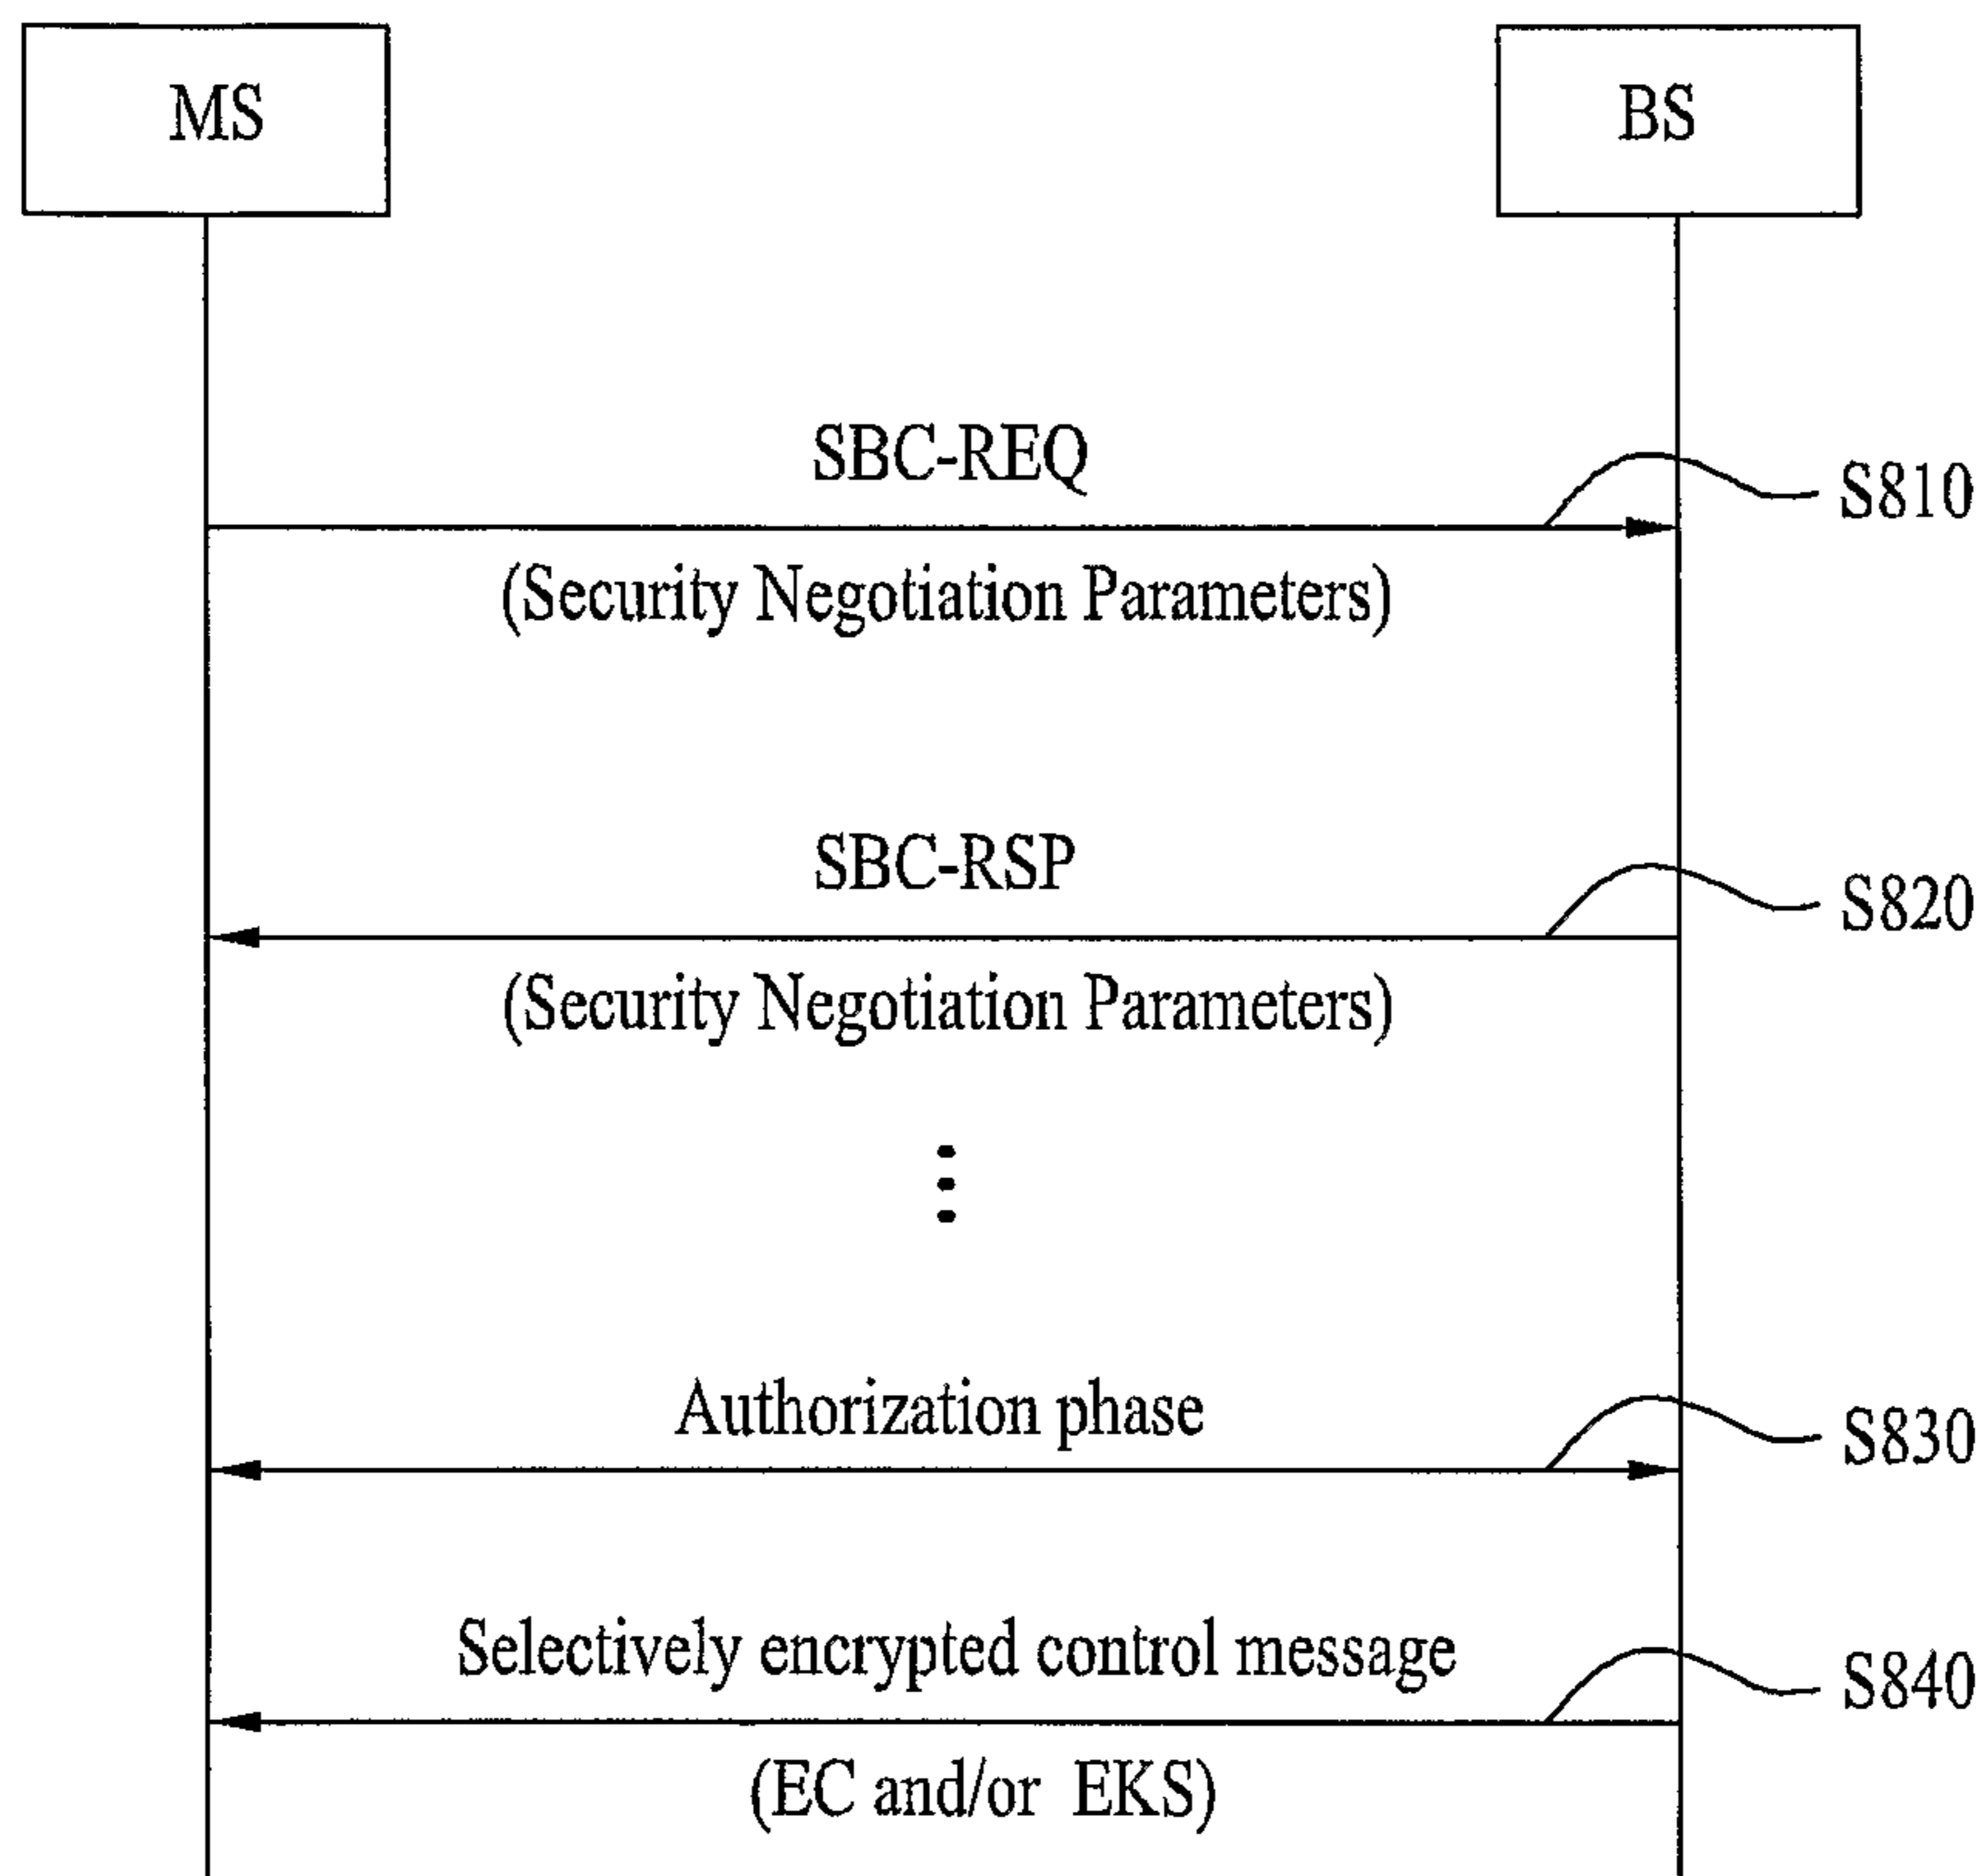 MS
BS
SBC-REQ
S810
(Security Negotiation Parameters)
SBC-RSP
S820
(Security Negotiation Parameters)
Authorization phase
S830
Selectively encrypted control message
S840
(EC and/or EKS)